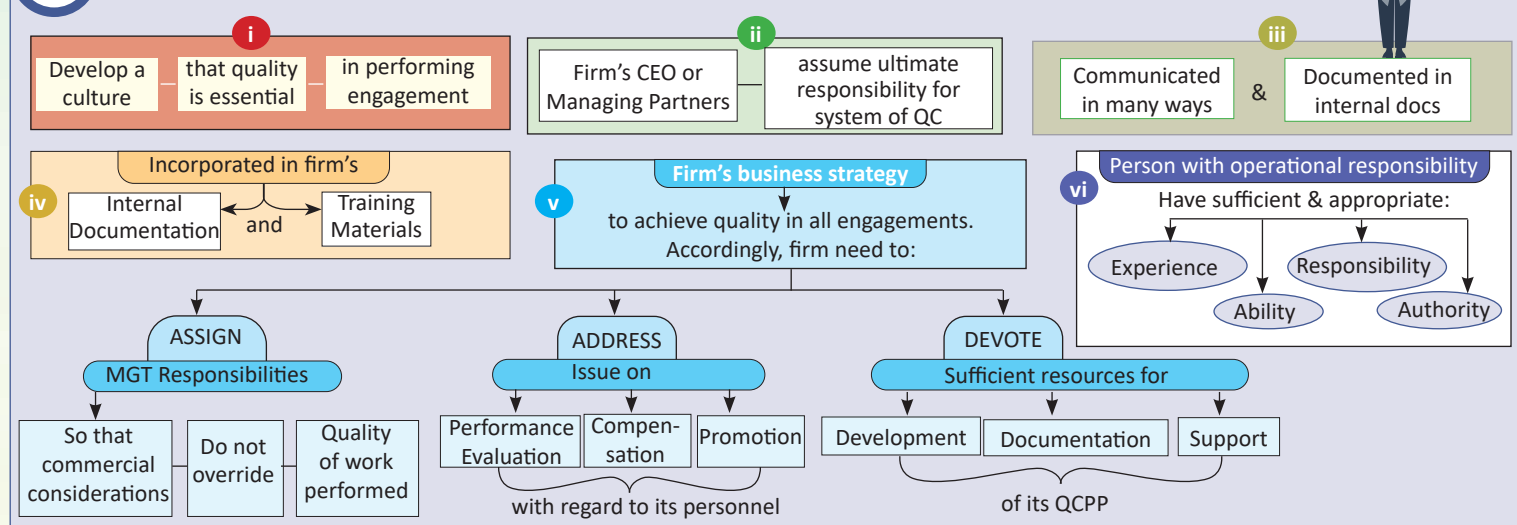 i
Develop a
culture
that quality
is essential
in performing
engagement
ii
Firm's CEO or
Managing Partners
assume ultimate
responsibility for
system of QC
iii
Communicated
in many ways
&
Documented in
internal docs
iv
Incorporated in firm's
Internal
Documentation
and
Training
Materials
v
Firm's business strategy
to achieve quality in all engagements.
Accordingly, firm need to:
vi
Person with operational responsibility
Have sufficient & appropriate:
Experience
Ability
Responsibility
Authority
ASSIGN
MGT Responsibilities
So that
commercial
considerations
Do not
override
Quality
of work
performed
ADDRESS
Issue on
Performance
Evaluation
Compen-
sation
Promotion
with regard to its personnel
DEVOTE
Sufficient resources for
Development
Documentation
Support
of its QCPP